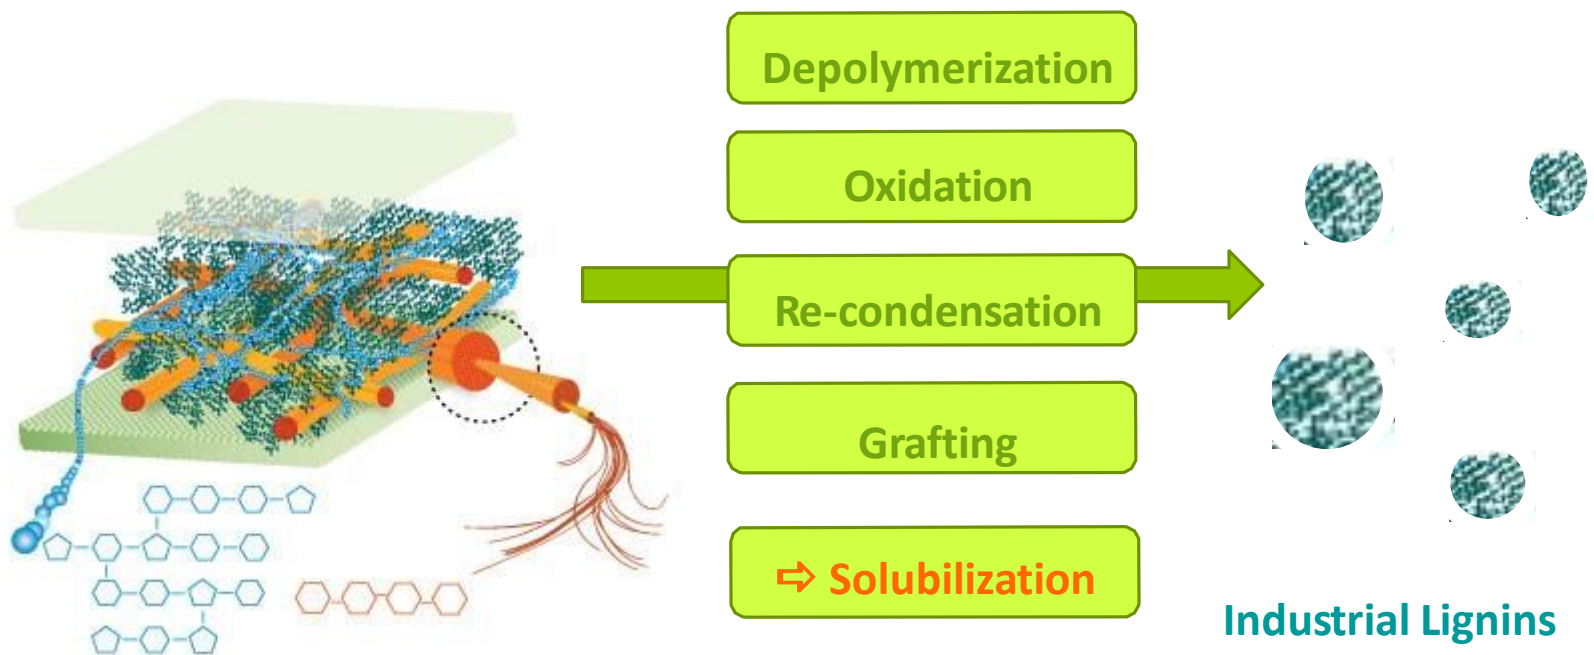 Depolymerization
Oxidation
Re-condensation
Grafting
⇨ Solubilization
Industrial Lignins